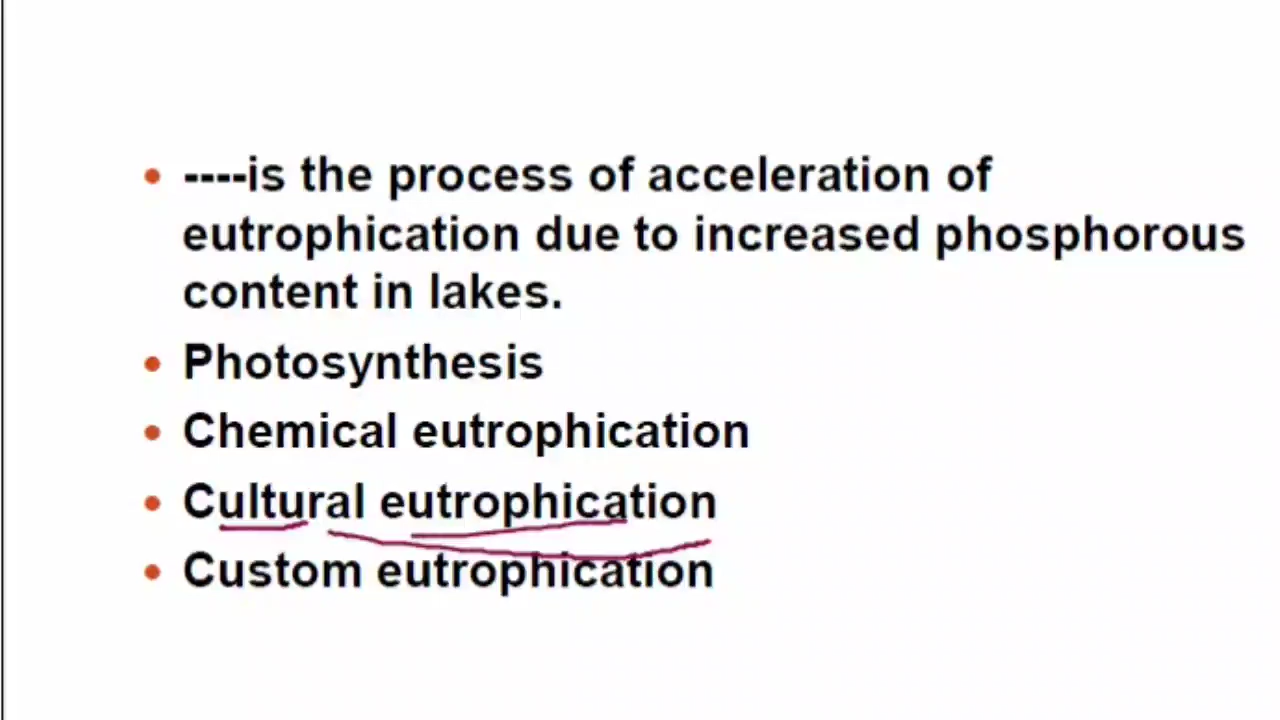 • ----is the process of acceleration of
eutrophication due to increased phosphorous
content in lakes.
• Photosynthesis
• Chemical eutrophication
• Cultural eutrophication
• Custom eutrophication